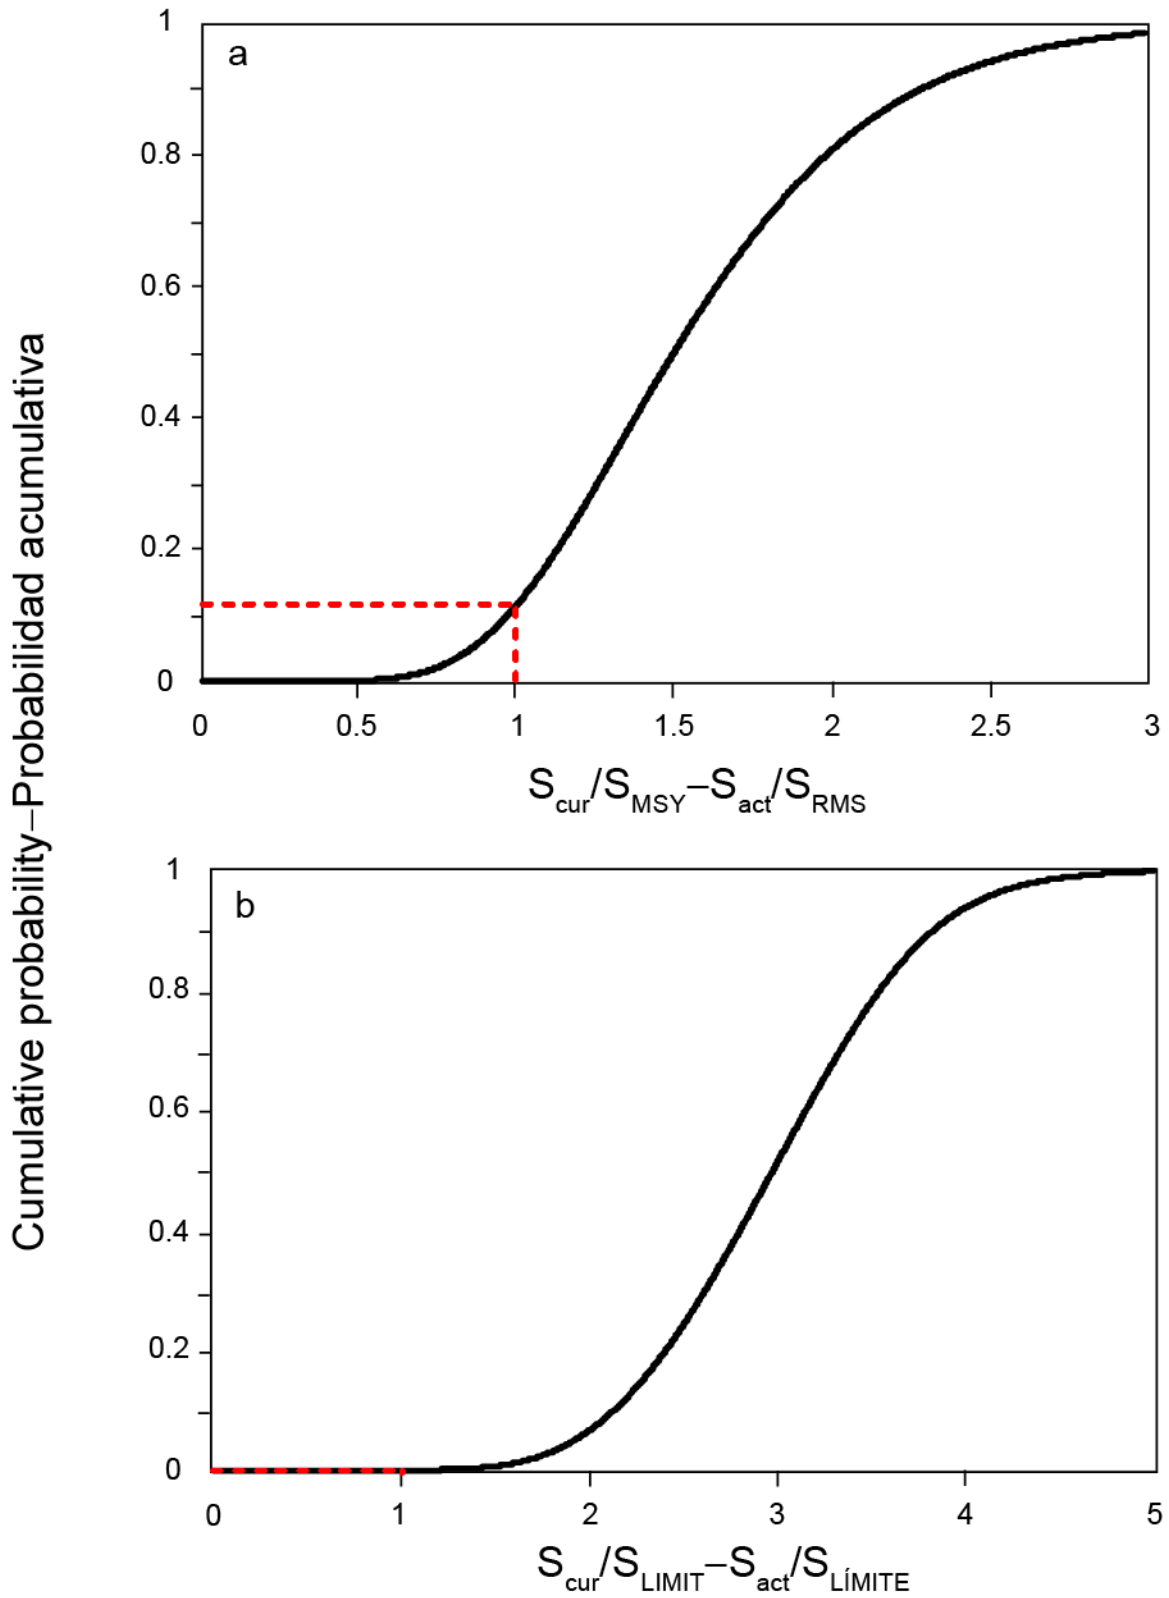 Cumulative probability–Probabilidad acumulativa
a
1
0.8
0.6
0.4
0.2
0
0 0.5 1 1.5 2 2.5 3
Scur/SMSY–Sact/SRMS
b
1
0.8
0.6
0.4
0.2
0
0 1 2 3 4 5
Scur/SLIMIT–Sact/SLÍMITE